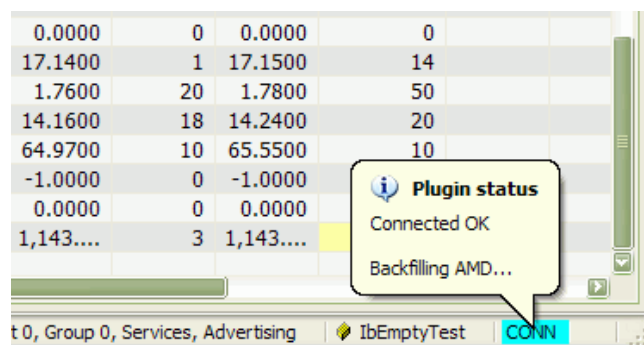 0.0000 0 0.0000 0
17.1400 1 17.1500 14
1.7600 20 1.7800 50
14.1600 18 14.2400 20
64.9700 10 65.5500 10
-1.0000 0 -1.0000
0.0000 0 0.0000
1,143.... 3 1,143....
Plugin status
Connected OK
Backfilling AMD...
t 0, Group 0, Services, Advertising IbEmptyTest CONN